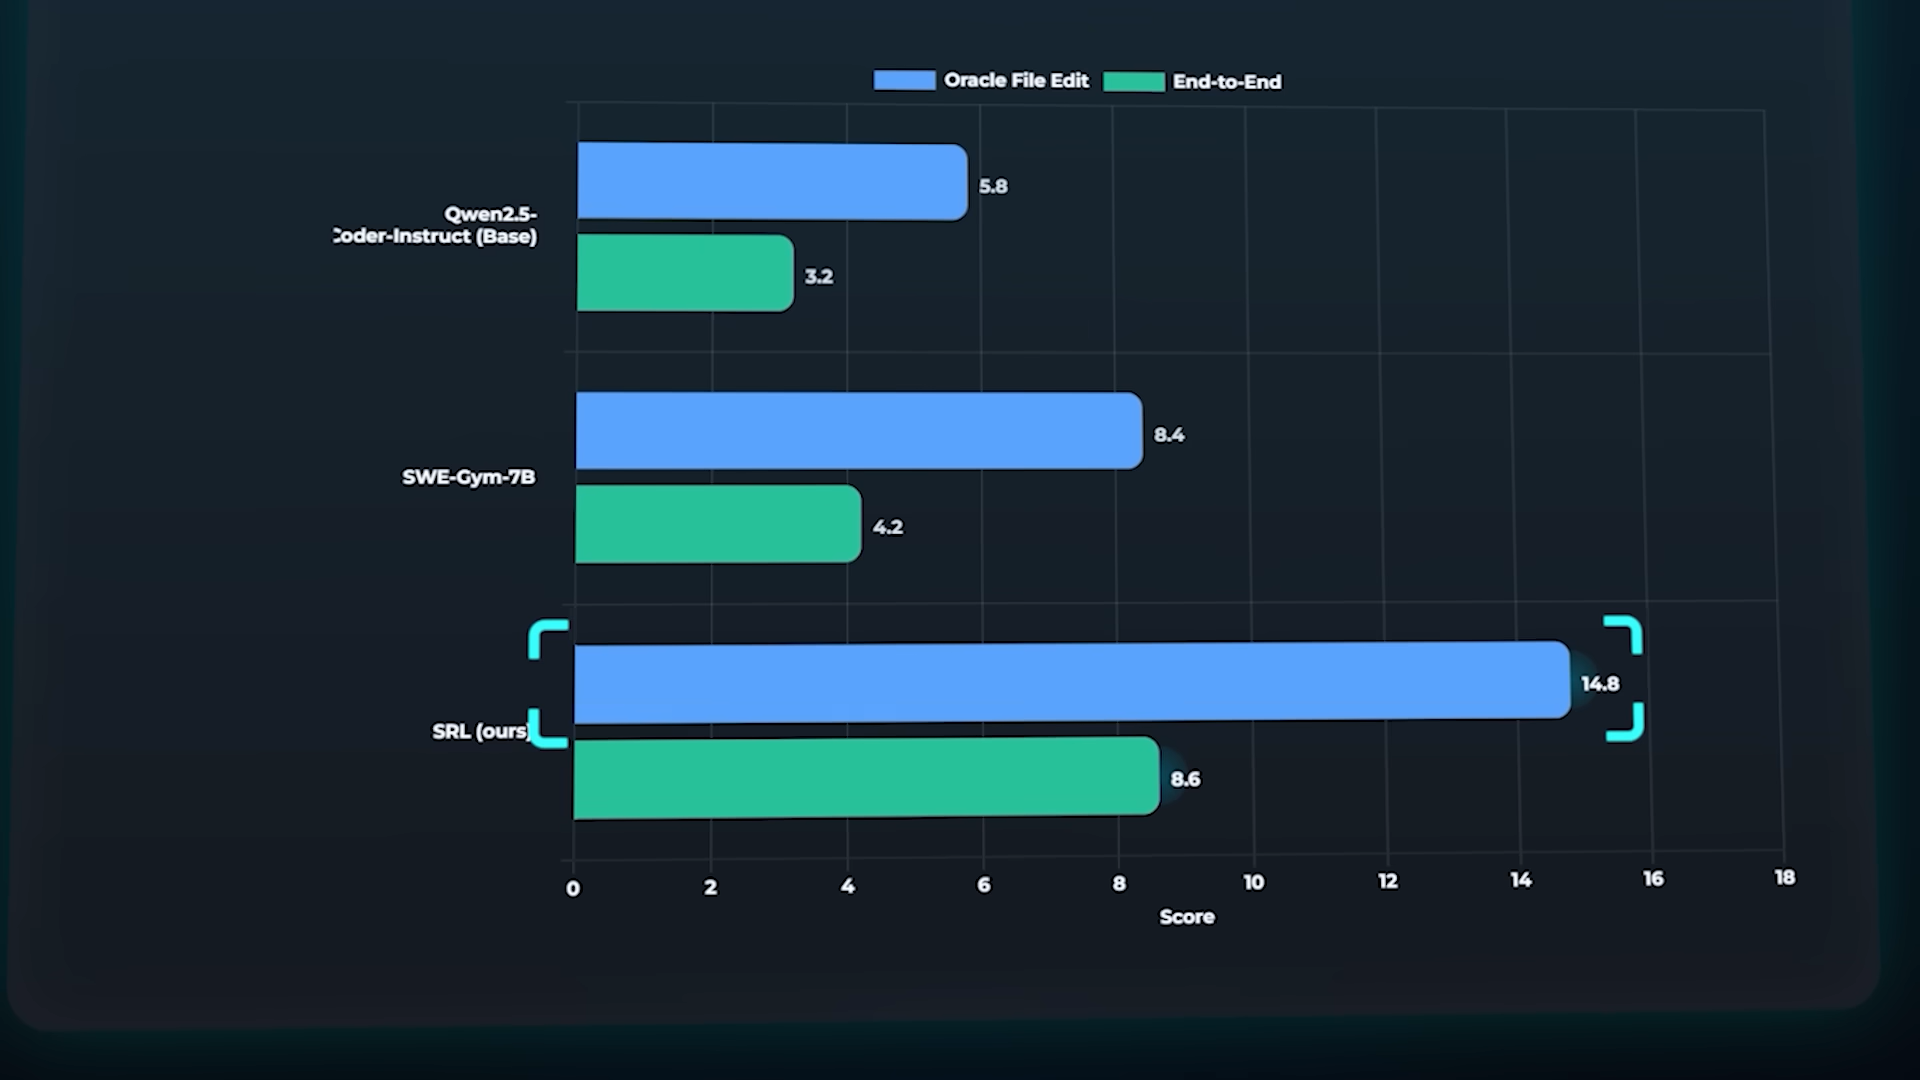 Oracle File Edit End-to-End
5.8
Qwen2.5-
Coder-Instruct (Base)
3.2
8.4
SWE-Gym-7B
4.2
14.8
SRL (ours)
8.6
0 2 4 6 8 10 12 14 16 18
Score